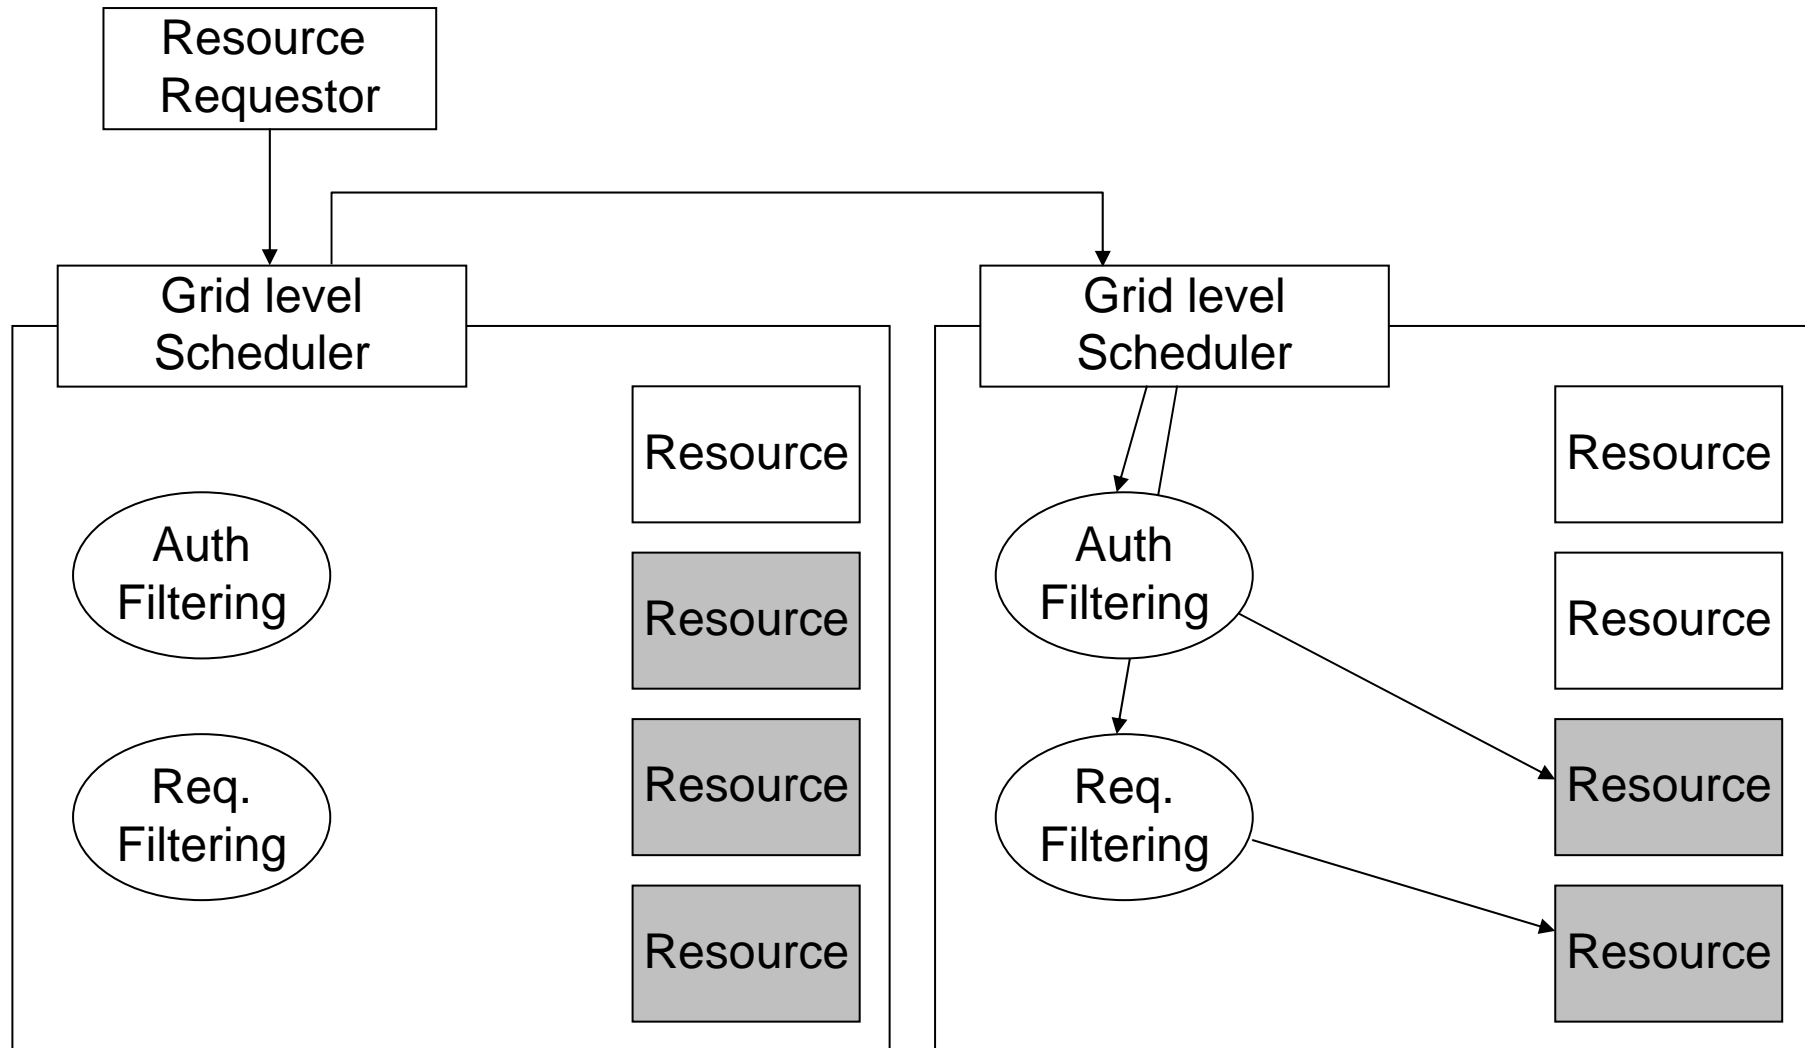 Resource
Requestor
Grid level
Scheduler
Resource
Auth
Filtering
Resource
Req.
Filtering
Resource
Resource
Grid level
Scheduler
Resource
Auth
Filtering
Resource
Req.
Filtering
Resource
Resource